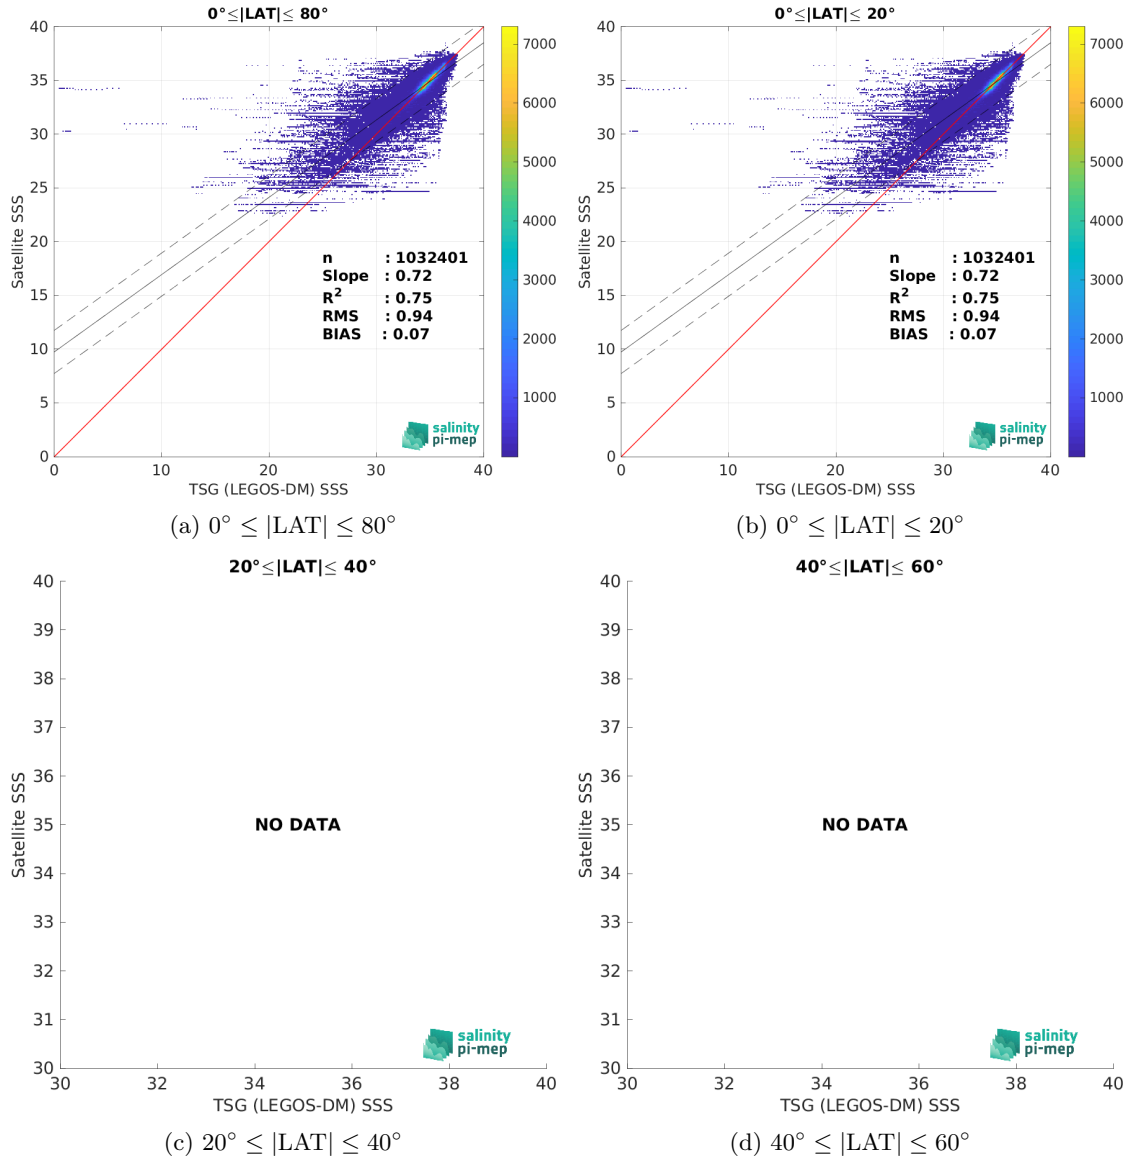 0°≤|LAT|≤ 80°
40
35
30
25
20
15
10
5
0
Satellite SSS
n : 1032401
Slope : 0.72
R² : 0.75
RMS : 0.94
BIAS : 0.07
salinity
pi-mep
0 10 20 30 40
TSG (LEGOS-DM) SSS
7000
6000
5000
4000
3000
2000
1000
(a) 0° ≤ |LAT| ≤ 80°
0°≤|LAT|≤ 20°
40
35
30
25
20
15
10
5
0
Satellite SSS
n : 1032401
Slope : 0.72
R² : 0.75
RMS : 0.94
BIAS : 0.07
salinity
pi-mep
0 10 20 30 40
TSG (LEGOS-DM) SSS
7000
6000
5000
4000
3000
2000
1000
(b) 0° ≤ |LAT| ≤ 20°
20°≤|LAT|≤ 40°
40
39
38
37
36
35
34
33
32
31
30
Satellite SSS
NO DATA
salinity
pi-mep
30 32 34 36 38 40
TSG (LEGOS-DM) SSS
(c) 20° ≤ |LAT| ≤ 40°
40°≤|LAT|≤ 60°
40
39
38
37
36
35
34
33
32
31
30
Satellite SSS
NO DATA
salinity
pi-mep
30 32 34 36 38 40
TSG (LEGOS-DM) SSS
(d) 40° ≤ |LAT| ≤ 60°